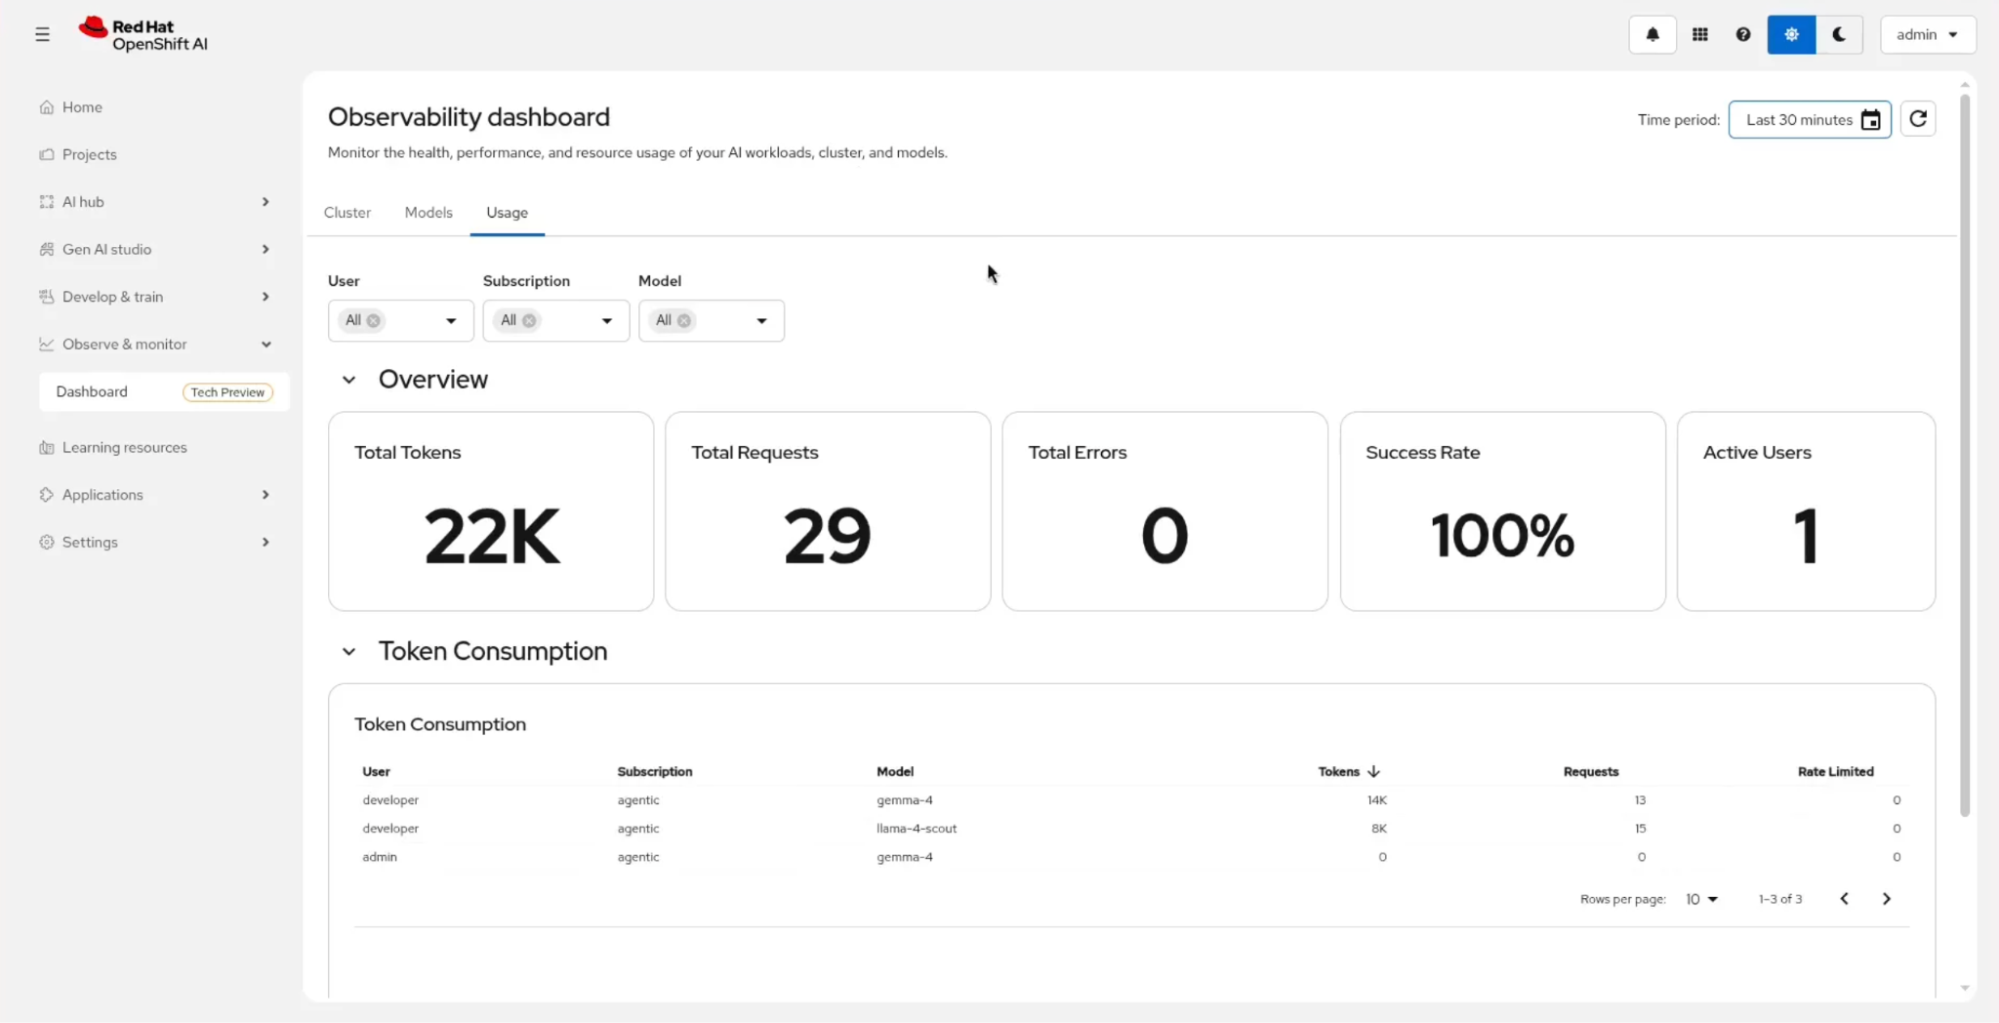 Red Hat
OpenShift AI
admin
Home
Projects
AI hub
Gen AI studio
Develop & train
Observe & monitor
Dashboard Tech Preview
Learning resources
Applications
Settings
Observability dashboard
Monitor the health, performance, and resource usage of your AI workloads, cluster, and models.
Time period: Last 30 minutes
Cluster Models Usage
User Subscription Model
All All All
Overview
Total Tokens Total Requests Total Errors Success Rate Active Users
22K 29 0 100% 1
Token Consumption
Token Consumption
User Subscription Model Tokens Requests Rate Limited
developer agentic gemma-4 14K 13 0
developer agentic llama-4-scout 8K 15 0
admin agentic gemma-4 0 0 0
Rows per page: 10 1-3 of 3